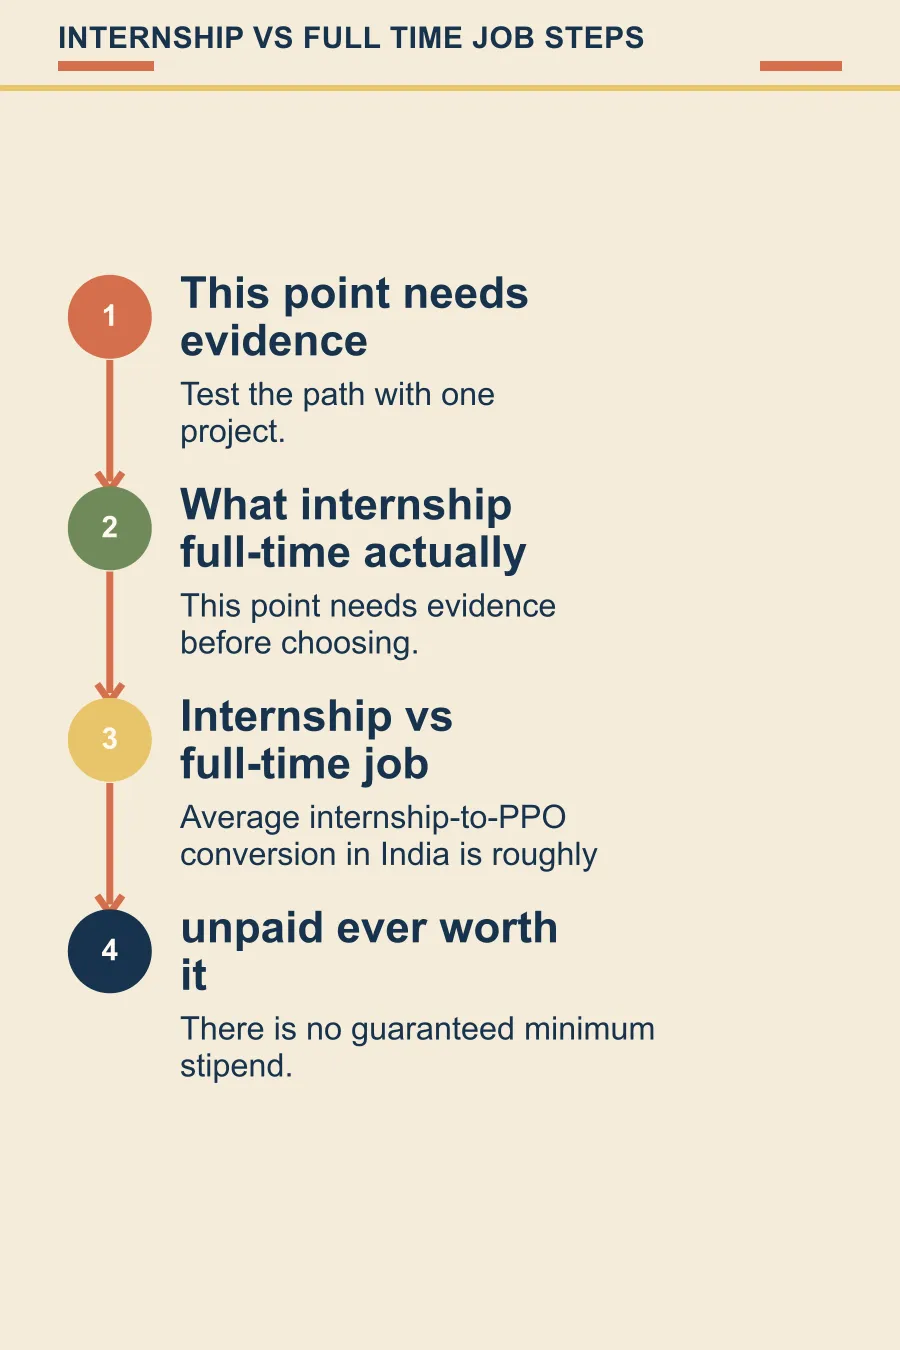 INTERNSHIP VS FULL TIME JOB STEPS
1
This point needs
evidence
Test the path with one
project.
2
What internship
full-time actually
This point needs evidence
before choosing.
3
Internship vs
full-time job
Average internship-to-PPO
conversion in India is roughly
4
unpaid ever worth
it
There is no guaranteed minimum
stipend.